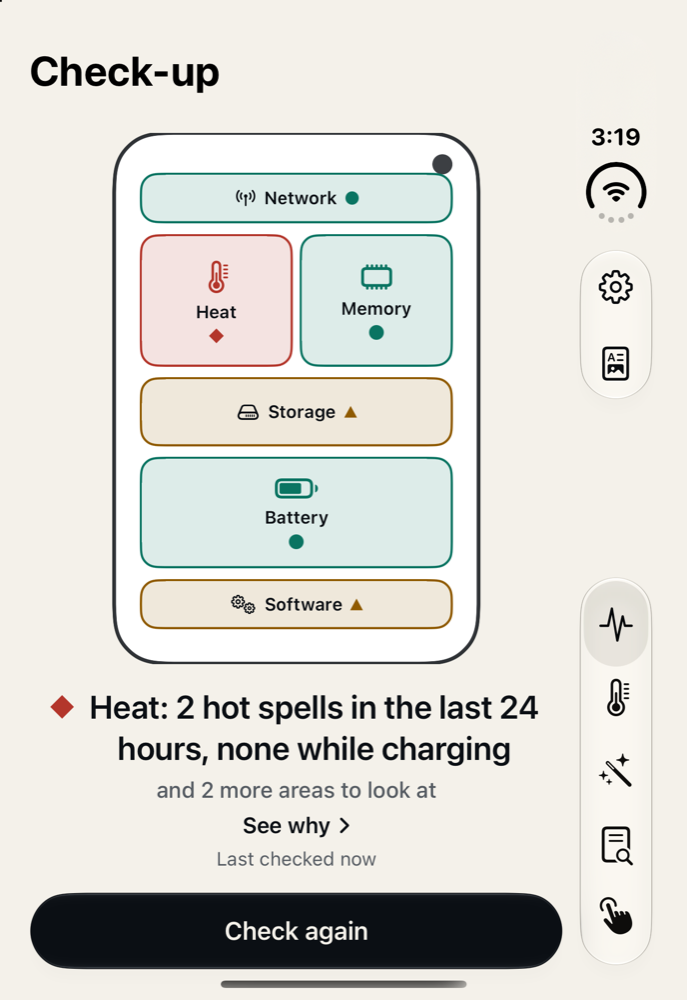 Check-up
3:19
Network
Heat
Memory
Storage
Battery
Software
Heat: 2 hot spells in the last 24
hours, none while charging
and 2 more areas to look at
See why
Last checked now
Check again